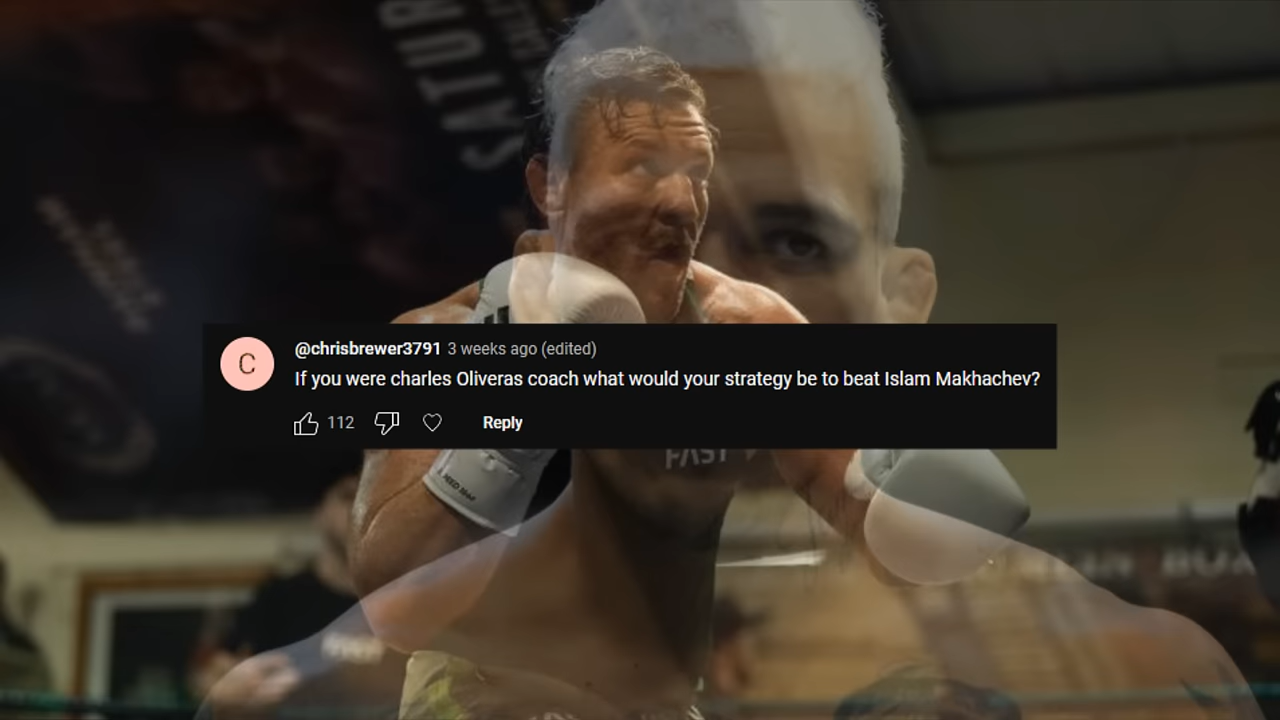 SATUR
@chrisbrewer3791 3 weeks ago (edited)
If you were charles Oliveras coach what would your strategy be to beat Islam Makhachev?
112
Reply
FAST